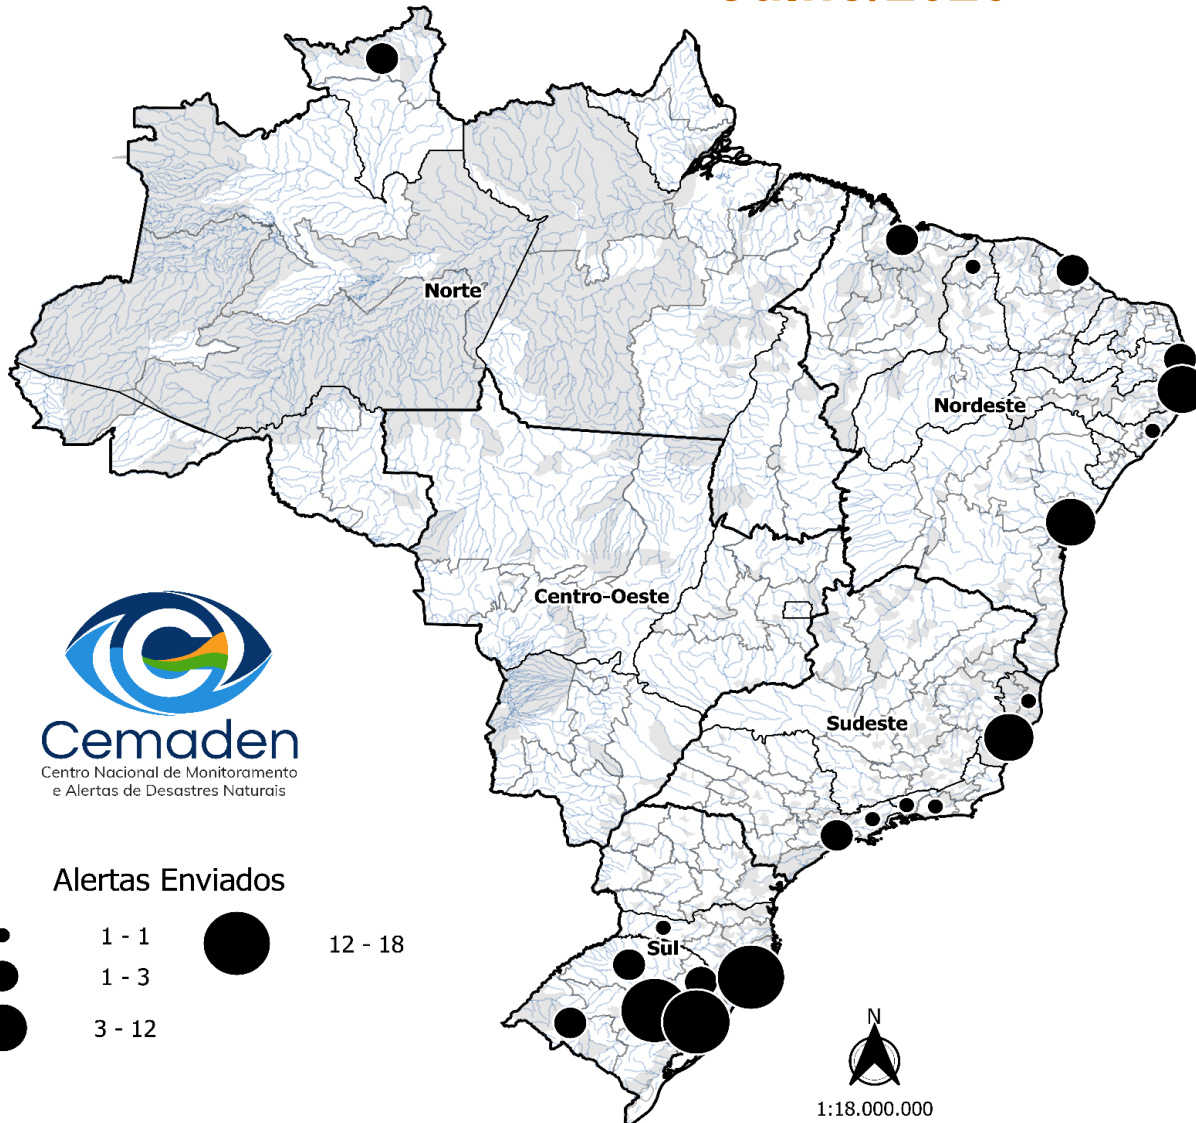 Norte
Nordeste
Centro-Oeste
Sudeste
Cemaden
Centro Nacional de Monitoramento
e Alertas de Desastres Naturais
Alertas Enviados
1 - 1
12 - 18
1 - 3
3 - 12
Sul
N
1:18.000.000